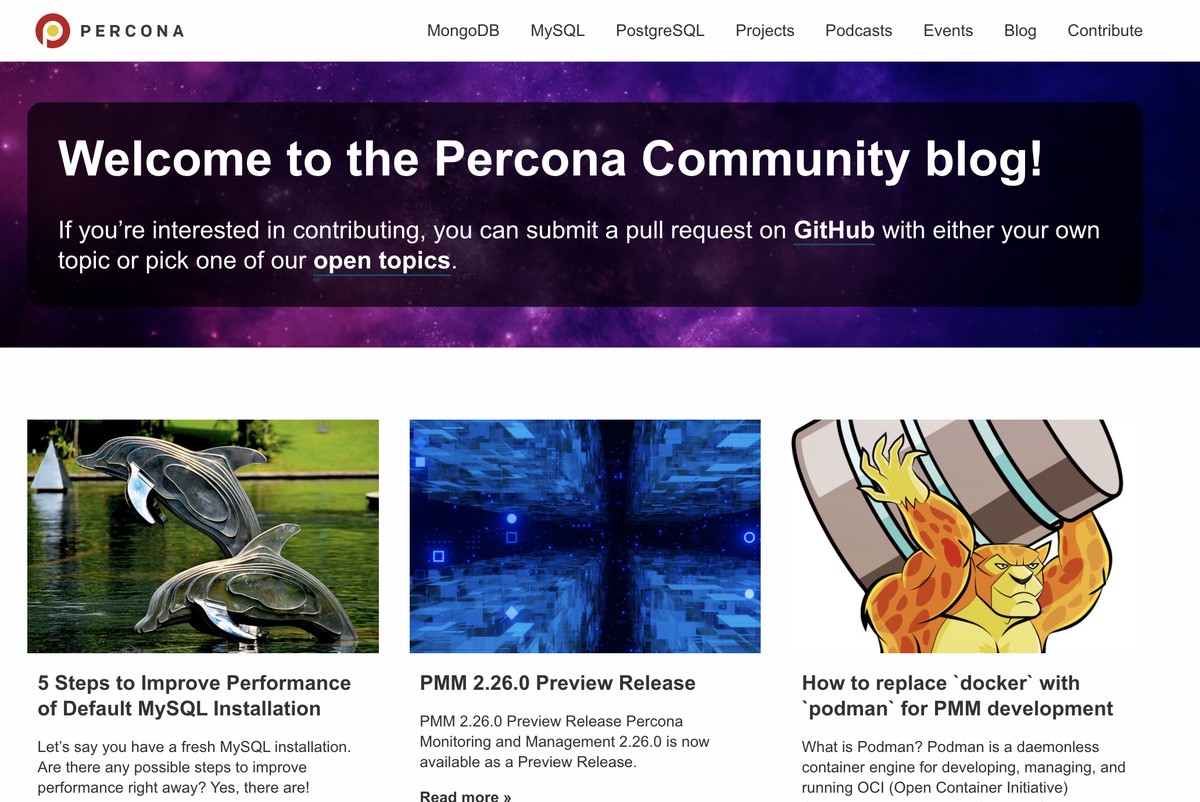 PERCONA
MongoDB MySQL PostgreSQL Projects Podcasts Events Blog Contribute
Welcome to the Percona Community blog!
If you’re interested in contributing, you can submit a pull request on GitHub with either your own
topic or pick one of our open topics.
5 Steps to Improve Performance
of Default MySQL Installation
Let’s say you have a fresh MySQL installation.
Are there any possible steps to improve
performance right away? Yes, there are!
PMM 2.26.0 Preview Release
PMM 2.26.0 Preview Release Percona
Monitoring and Management 2.26.0 is now
available as a Preview Release.
Read more »
How to replace `docker` with
`podman` for PMM development
What is Podman? Podman is a daemonless
container engine for developing, managing, and
running OCI (Open Container Initiative)